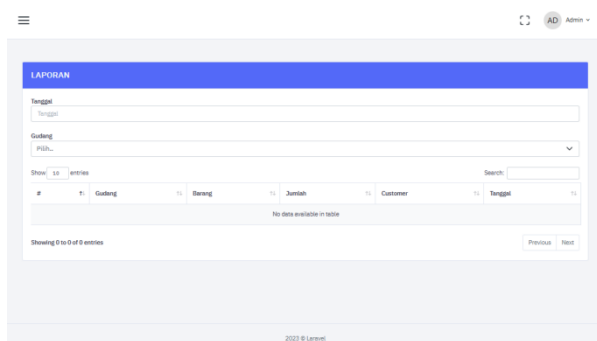 AD Admin
LAPORAN
Tanggal
Tanggal
Gudang
Pilih...
Show 10 entries Search:
# Gudang Barang Jumlah Customer Tanggal
No data available in table
Showing 0 to 0 of 0 entries Previous Next
2023 © Laravel